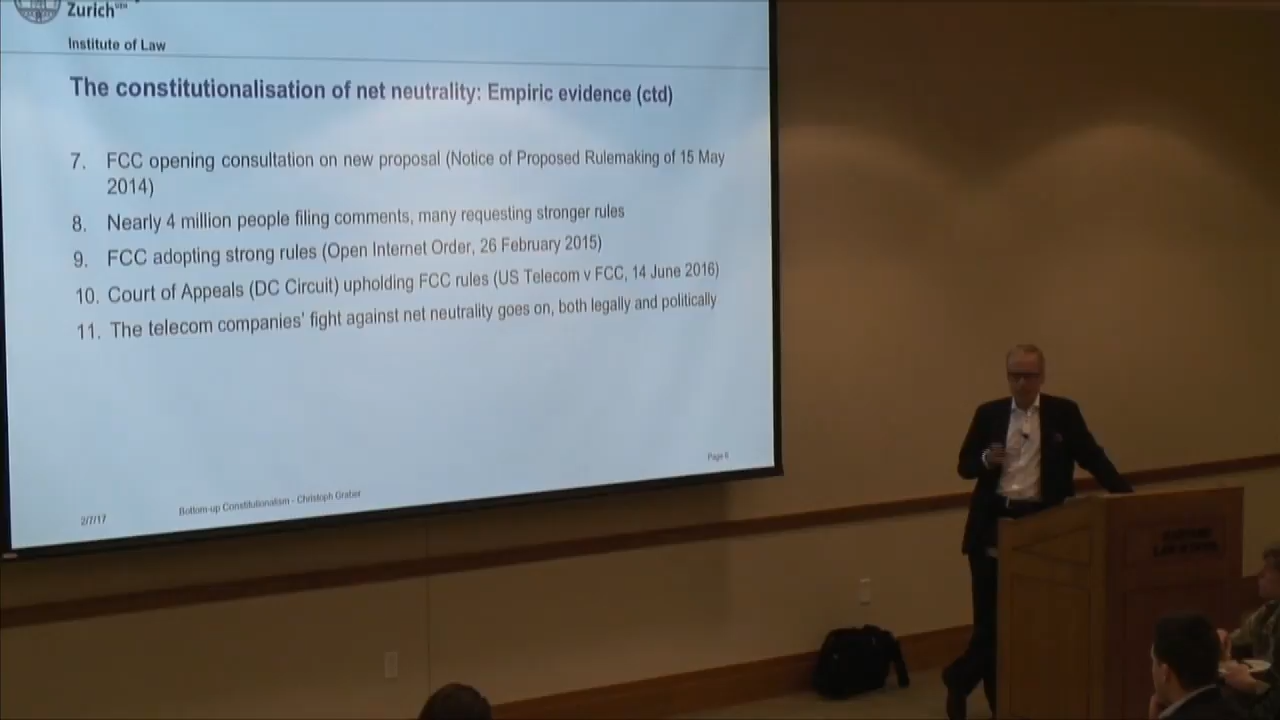 Zurich
Institute of Law
The constitutionalisation of net neutrality: Empiric evidence (ctd)
7. FCC opening consultation on new proposal (Notice of Proposed Rulemaking of 15 May
2014)
8. Nearly 4 million people filing comments, many requesting stronger rules
9. FCC adopting strong rules (Open Internet Order, 26 February 2015)
10. Court of Appeals (DC Circuit) upholding FCC rules (US Telecom v FCC, 14 June 2016)
11. The telecom companies' fight against net neutrality goes on, both legally and politically
Page
2/7/17
Bottom-up Constitutionalism - Christoph Graber